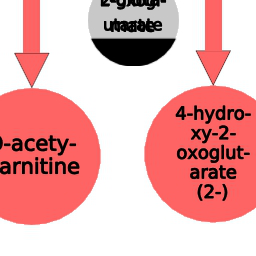 O-acety-
arnitine
4-hydro-
xy-2-
oxoglut-
arate
(2-)